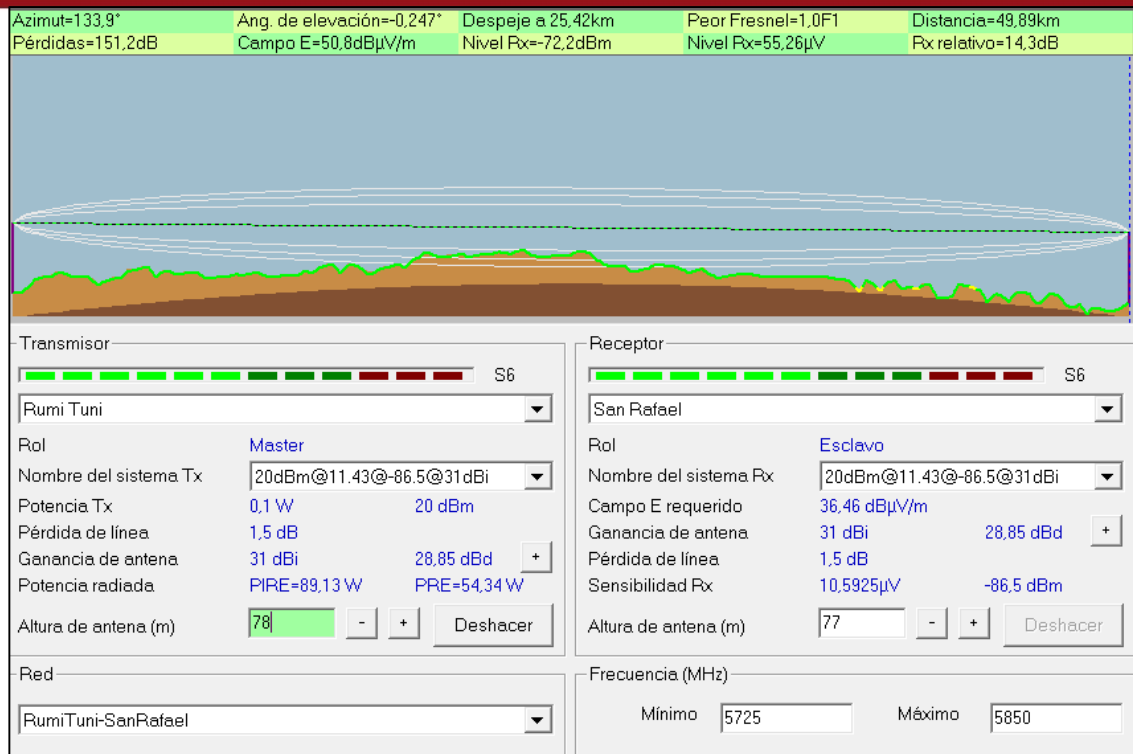 Azimut=133,9° Ang. de elevación=-0,247° Despeje a 25,42km Peor Fresnel=1,0F1 Distancia=49,89km
Pérdidas=151,2dB Campo E=50,8dBµV/m Nivel Rx=-72,2dBm Nivel Rx=55,26µV Rx relativo=14,3dB
Transmisor
S6
Rumi Tuni
Rol Master
Nombre del sistema Tx 20dBm@11.43@-86.5@31dBi
Potencia Tx 0,1 W 20 dBm
Pérdida de línea 1,5 dB
Ganancia de antena 31 dBi 28,85 dBd +
Potencia radiada PIRE=89,13 W PRE=54,34 W
Altura de antena (m) 78 - + Deshacer
Red
RumiTuni-SanRafael
Receptor
S6
San Rafael
Rol Esclavo
Nombre del sistema Rx 20dBm@11.43@-86.5@31dBi
Campo E requerido 36,46 dBµV/m
Ganancia de antena 31 dBi 28,85 dBd +
Pérdida de línea 1,5 dB
Sensibilidad Rx 10,5925µV -86,5 dBm
Altura de antena (m) 77 - + Deshacer
Frecuencia (MHz)
Mínimo 5725 Máximo 5850